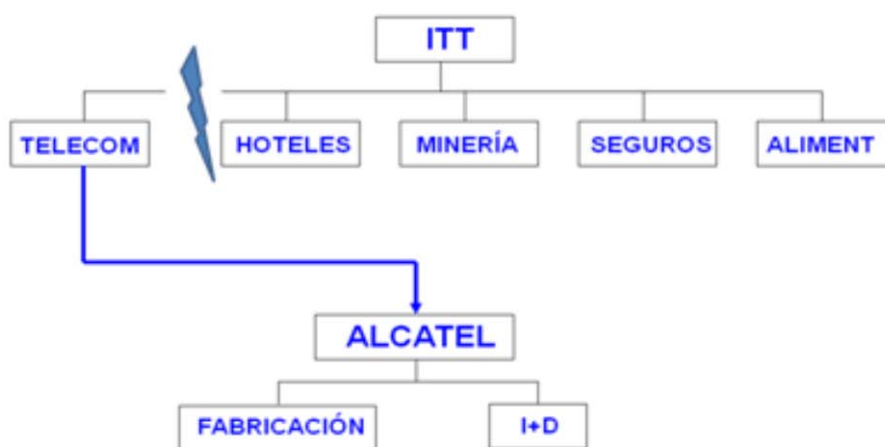 ITT
TELECOM
HOTELES
MINERÍA
SEGUROS
ALIMENT
ALCATEL
FABRICACIÓN
I+D